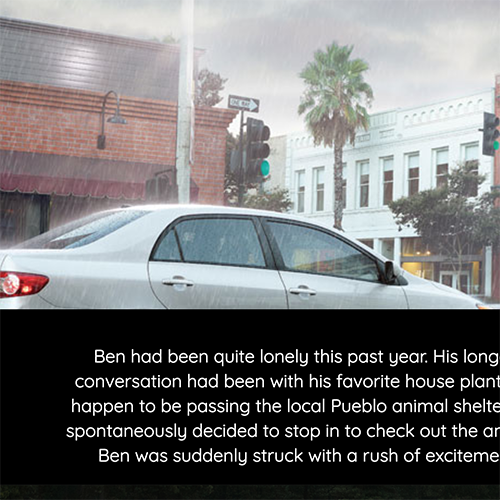 ONE WAY
Ben had been quite lonely this past year. His long
conversation had been with his favorite house plant
happen to be passing the local Pueblo animal shelte
spontaneously decided to stop in to check out the an
Ben was suddenly struck with a rush of exciteme